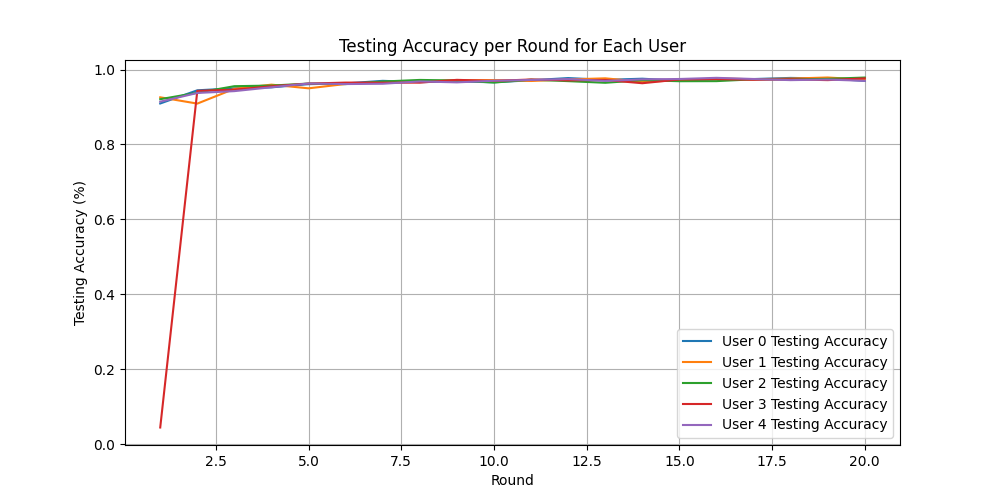 Testing Accuracy per Round for Each User
Testing Accuracy (%)
1.0
0.8
0.6
0.4
0.2
0.0
User 0 Testing Accuracy
User 1 Testing Accuracy
User 2 Testing Accuracy
User 3 Testing Accuracy
User 4 Testing Accuracy
2.5 5.0 7.5 10.0 12.5 15.0 17.5 20.0
Round